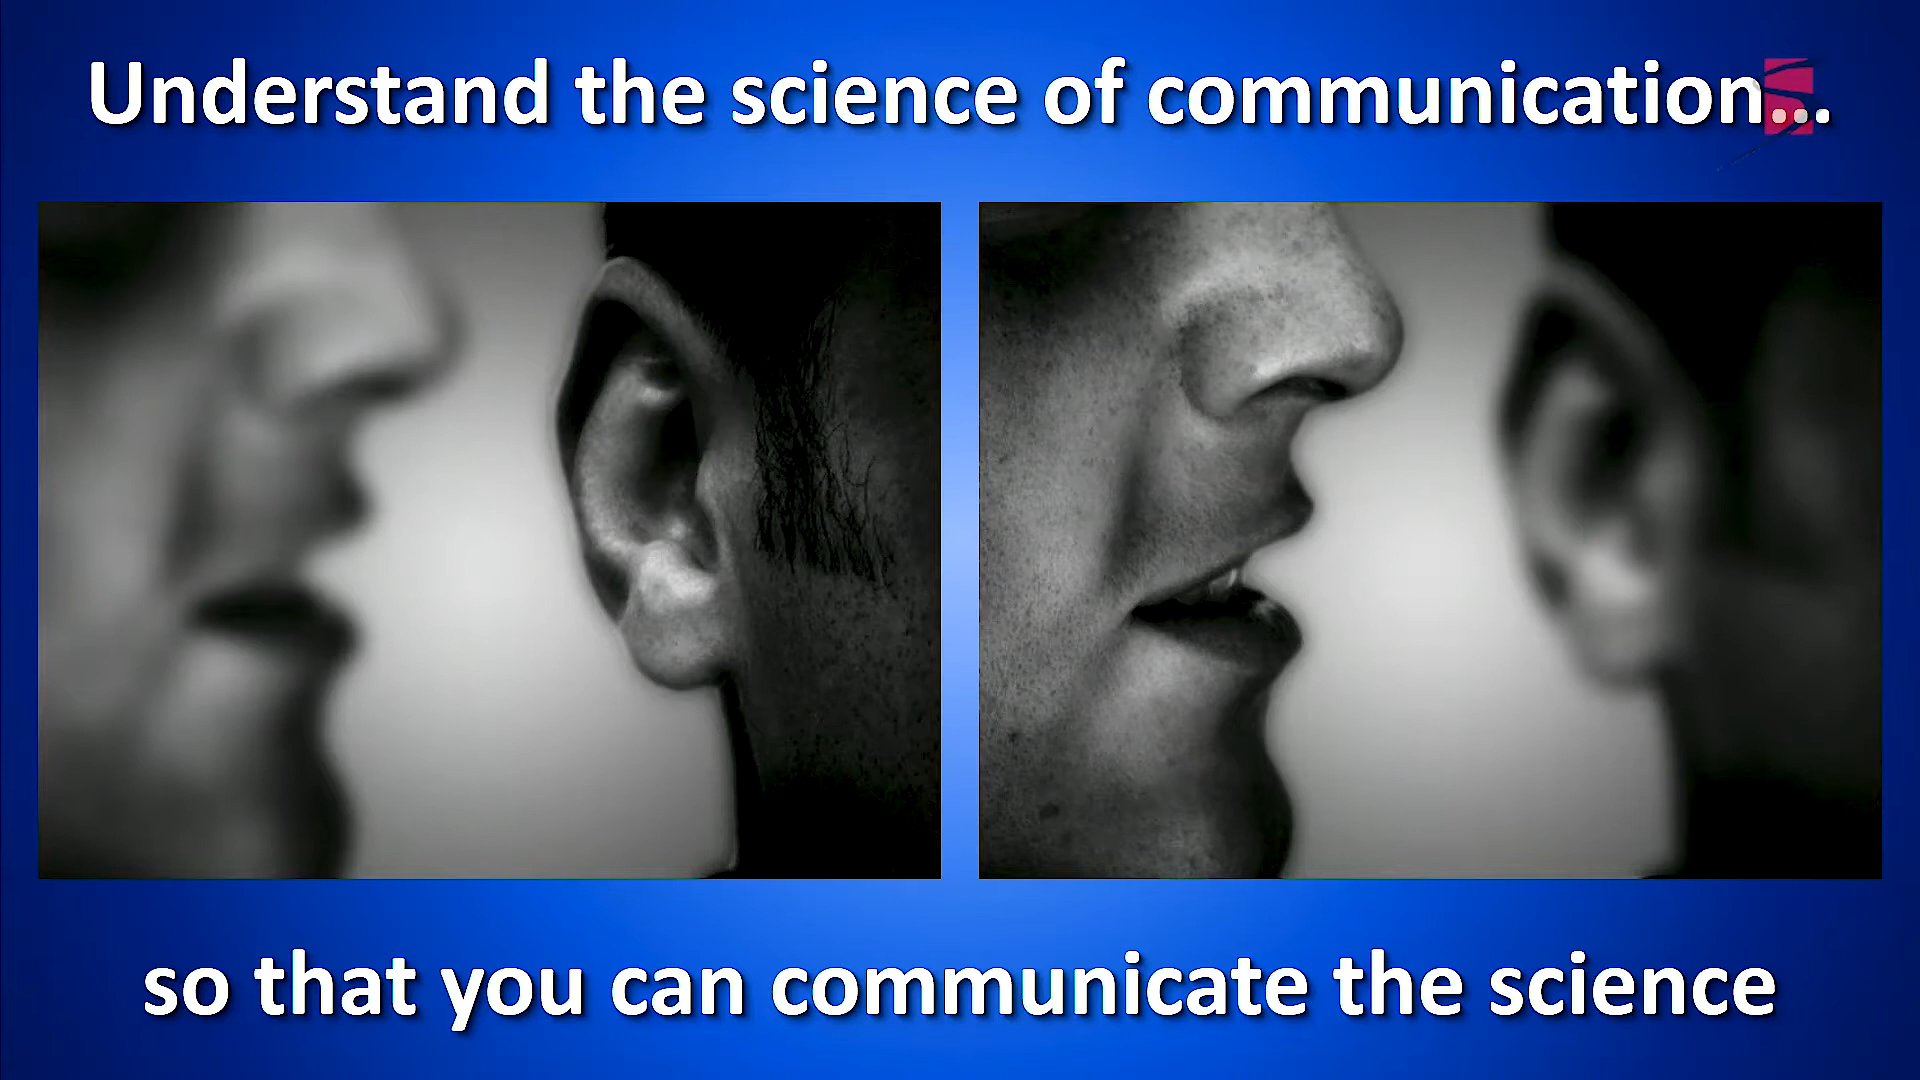 Understand the science of communication...
so that you can communicate the science